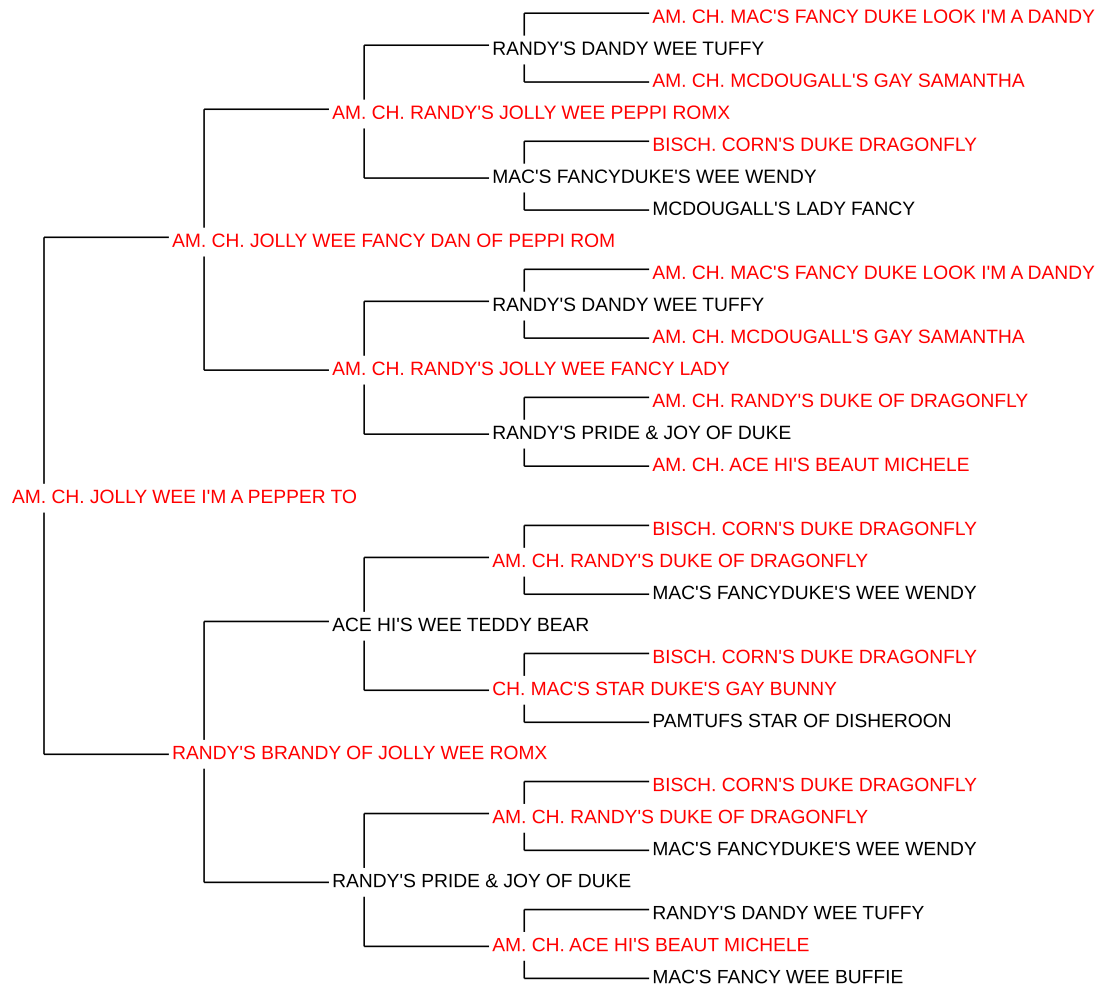 AM. CH. MAC'S FANCY DUKE LOOK I'M A DANDY
RANDY'S DANDY WEE TUFFY
AM. CH. MCDOUGALL'S GAY SAMANTHA
AM. CH. RANDY'S JOLLY WEE PEPPI ROMX
BISCH. CORN'S DUKE DRAGONFLY
MAC'S FANCYDUKE'S WEE WENDY
MCDOUGALL'S LADY FANCY
AM. CH. JOLLY WEE FANCY DAN OF PEPPI ROM
AM. CH. MAC'S FANCY DUKE LOOK I'M A DANDY
RANDY'S DANDY WEE TUFFY
AM. CH. MCDOUGALL'S GAY SAMANTHA
AM. CH. RANDY'S JOLLY WEE FANCY LADY
AM. CH. RANDY'S DUKE OF DRAGONFLY
RANDY'S PRIDE & JOY OF DUKE
AM. CH. ACE HI'S BEAUT MICHELE
AM. CH. JOLLY WEE I'M A PEPPER TO
BISCH. CORN'S DUKE DRAGONFLY
AM. CH. RANDY'S DUKE OF DRAGONFLY
MAC'S FANCYDUKE'S WEE WENDY
ACE HI'S WEE TEDDY BEAR
BISCH. CORN'S DUKE DRAGONFLY
CH. MAC'S STAR DUKE'S GAY BUNNY
PAMTUFS STAR OF DISHEROON
RANDY'S BRANDY OF JOLLY WEE ROMX
BISCH. CORN'S DUKE DRAGONFLY
AM. CH. RANDY'S DUKE OF DRAGONFLY
MAC'S FANCYDUKE'S WEE WENDY
RANDY'S PRIDE & JOY OF DUKE
RANDY'S DANDY WEE TUFFY
AM. CH. ACE HI'S BEAUT MICHELE
MAC'S FANCY WEE BUFFIE